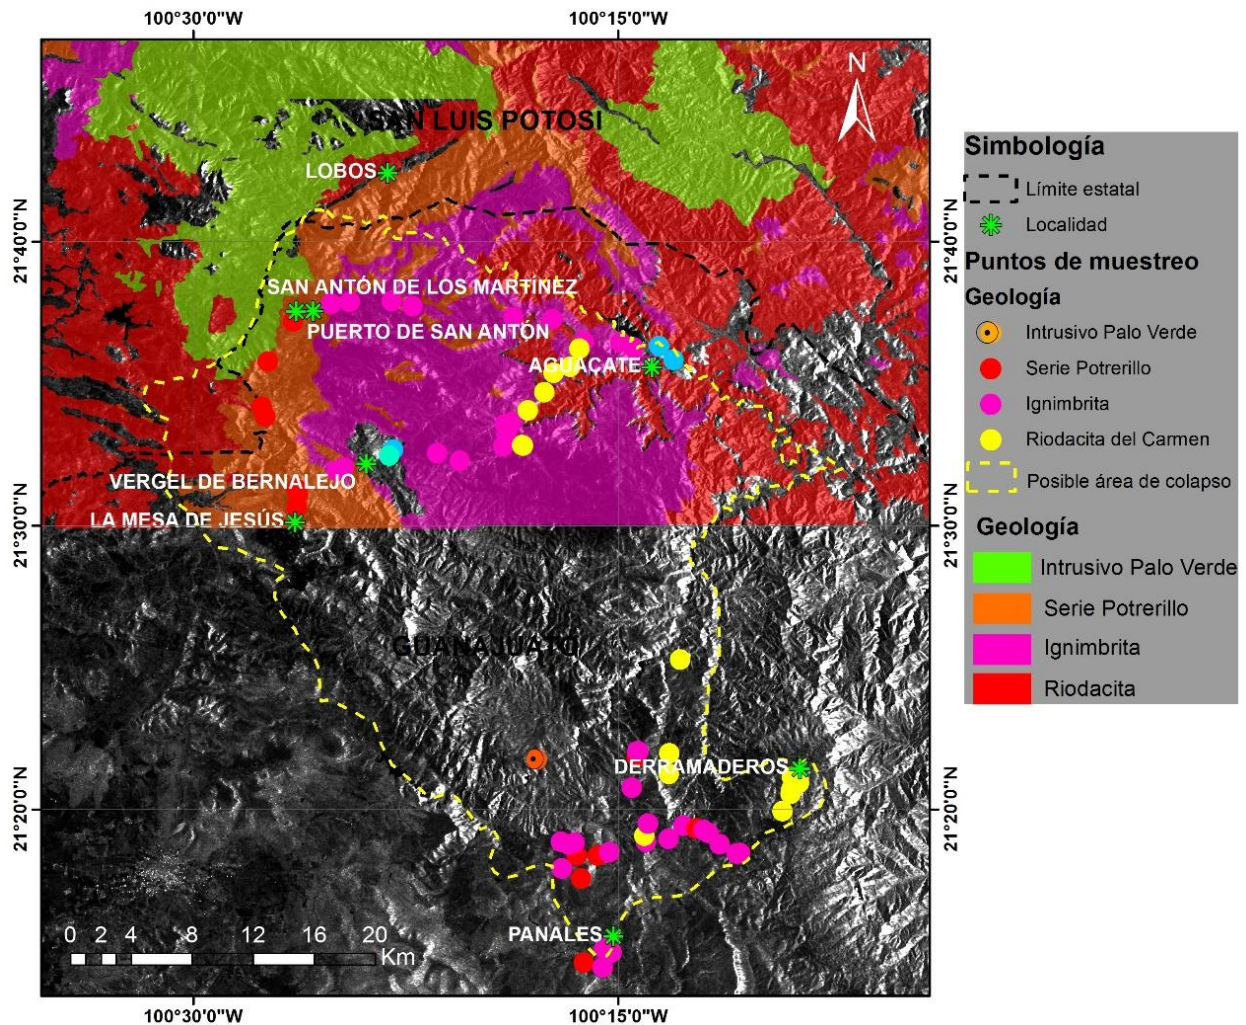 100°30'0"W
100°15'0"W
N
SAN LUIS POTOSI
LOBOS
21°40'0"N
21°40'0"N
SAN ANTÓN DE LOS MARTÍNEZ
PUERTO DE SAN ANTÓN
AGUACATE
VERGEL DE BERNALEJO
LA MESA DE JESÚS
21°30'0"N
21°30'0"N
GUANAJUATO
DERRAMADEROS
21°20'0"N
21°20'0"N
PANALES
0 2 4 8 12 16 20
Km
100°30'0"W
100°15'0"W
Simbología
Límite estatal
Localidad
Puntos de muestreo
Geología
Intrusivo Palo Verde
Serie Potrerillo
Ignimbrita
Riodacita del Carmen
Posible área de colapso
Geología
Intrusivo Palo Verde
Serie Potrerillo
Ignimbrita
Riodacita